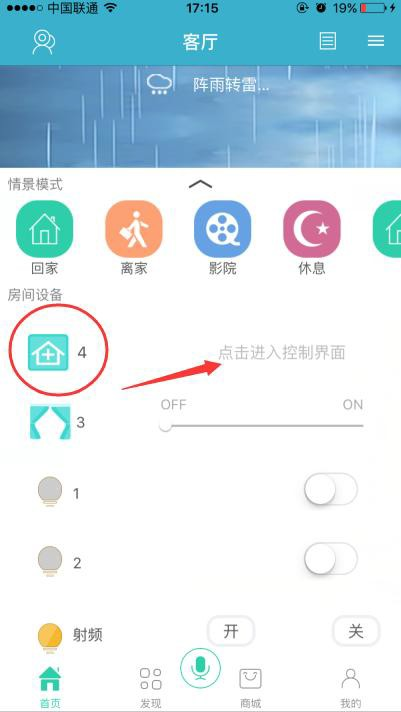 中国联通 17:15 19%
客厅
阵雨转雷...
情景模式
回家 离家 影院 休息
房间设备
4 点击进入控制界面
OFF ON
3
1
2
射频 开 关
首页 发现 商城 我的